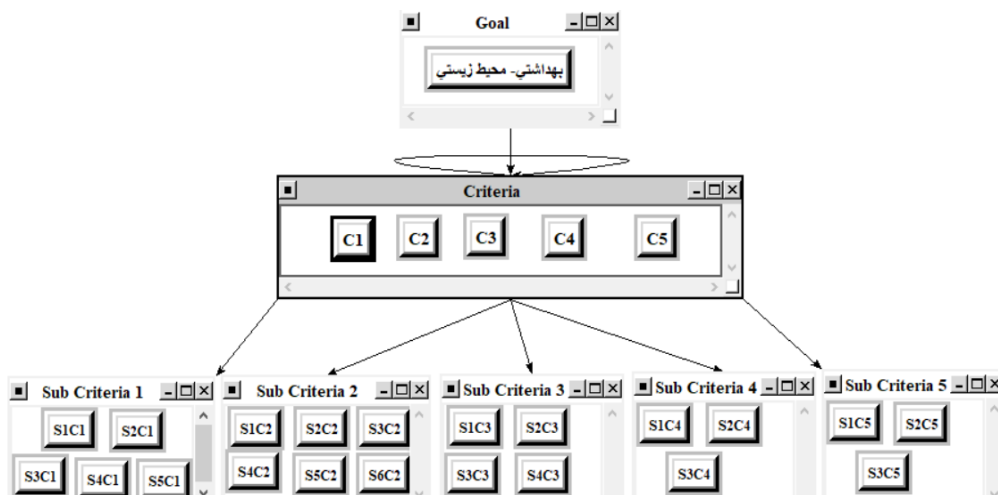 Goal
بهداشتي- محيط زيستي
Criteria
C1 C2 C3 C4 C5
Sub Criteria 1 Sub Criteria 2 Sub Criteria 3 Sub Criteria 4 Sub Criteria 5
S1C1 S2C1 S1C2 S2C2 S3C2 S1C3 S2C3 S1C4 S2C4 S1C5 S2C5
S3C1 S4C1 S5C1 S4C2 S5C2 S6C2 S3C3 S4C3 S3C4 S3C5